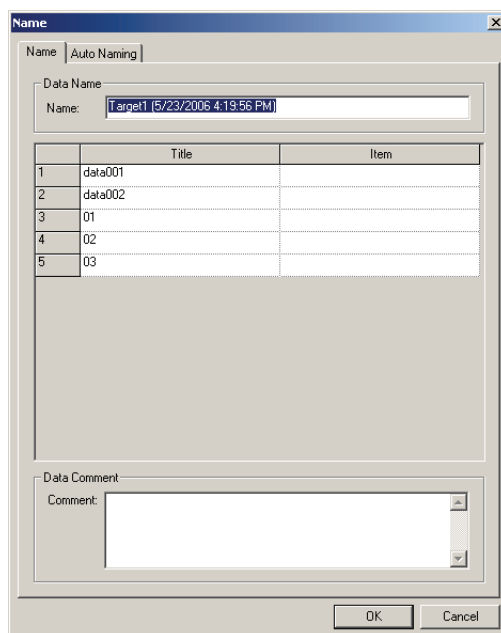 Name
Name Auto Naming
Data Name
Name: Target1 (5/23/2006 4:19:56 PM)
Title Item
1 data001
2 data002
3 01
4 02
5 03
Data Comment
Comment:
OK Cancel